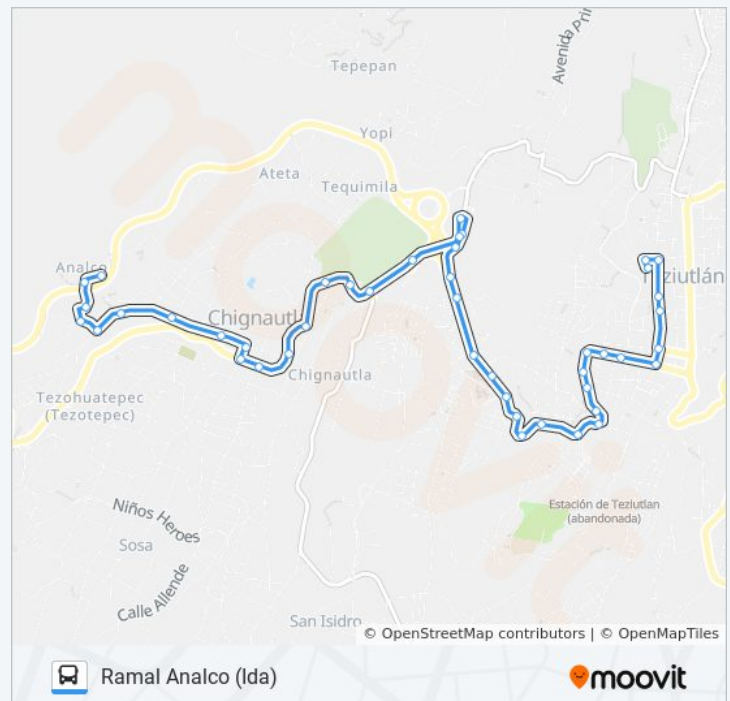 Tepepan
Avenida Pri
Yopi
Ateta
Tequimila
Analco
Teziutlán
Chignautl
Chignautla
Tezohuatepec
(Tezotepec)
Estación de Teziutlan
(abandonada)
Niños Heroes
Sosa
Calle Allende
San Isidro
© OpenStreetMap contributors | © OpenMapTiles
Ramal Analco (Ida)
moovit